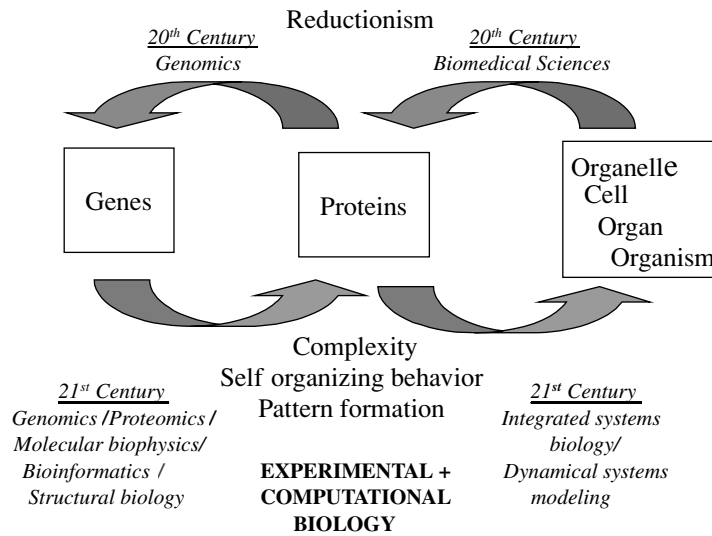 Reductionism
20th Century
Genomics
20th Century
Biomedical Sciences
Genes
Proteins
Organelle
Cell
Organ
Organism
Complexity
Self organizing behavior
Pattern formation
21st Century
Genomics /Proteomics /
Molecular biophysics/
Bioinformatics /
Structural biology
EXPERIMENTAL +
COMPUTATIONAL
BIOLOGY
21st Century
Integrated systems
biology/
Dynamical systems
modeling